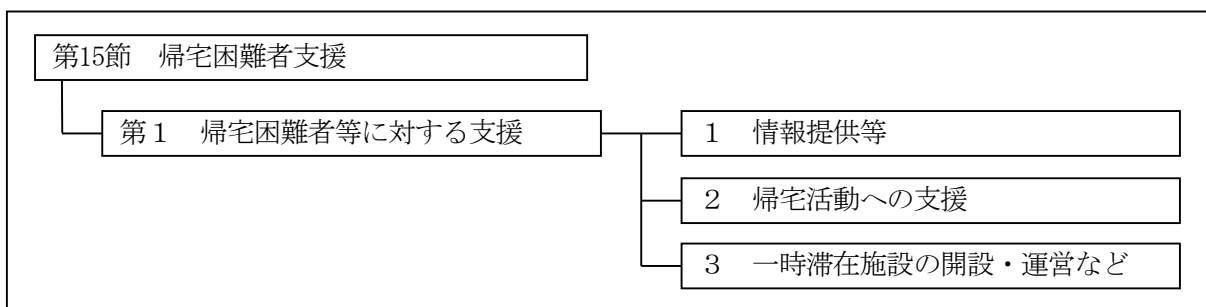 第15節　帰宅困難者支援
第１　帰宅困難者等に対する支援
１　情報提供等
２　帰宅活動への支援
３　一時滞在施設の開設・運営など